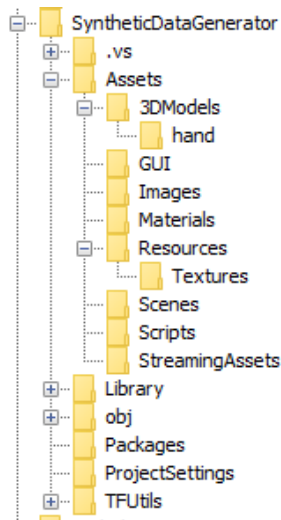 SyntheticDataGenerator
.vs
Assets
3DModels
hand
GUI
Images
Materials
Resources
Textures
Scenes
Scripts
StreamingAssets
Library
obj
Packages
ProjectSettings
TFUtils